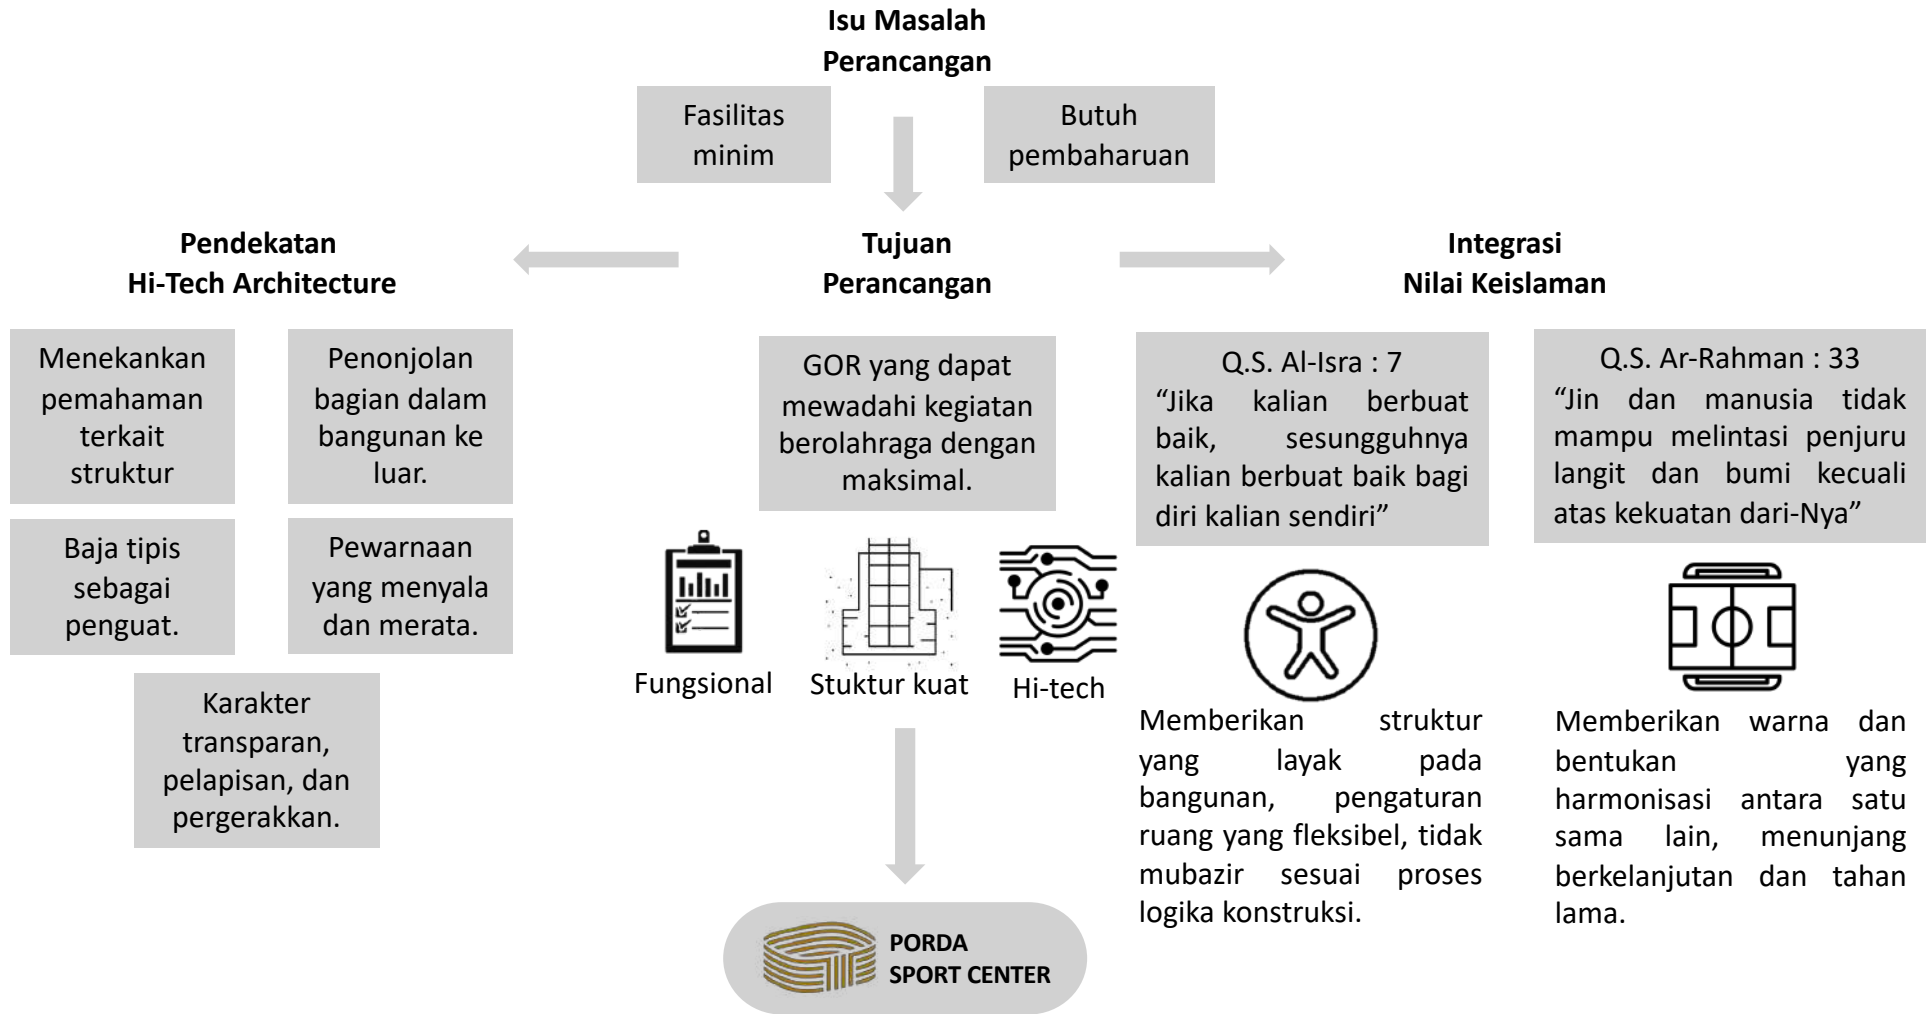 Isu Masalah
Perancangan
Fasilitas
minim
Butuh
pembaharuan
Pendekatan
Hi-Tech Architecture
Tujuan
Perancangan
Integrasi
Nilai Keislaman
Menekankan
pemahaman
terkait
struktur
Penonjolan
bagian dalam
bangunan ke
luar.
Baja tipis
sebagai
penguat.
Pewarnaan
yang menyala
dan merata.
Karakter
transparan,
pelapisan, dan
pergerakkan.
GOR yang dapat
mewadahi kegiatan
berolahraga dengan
maksimal.
Fungsional
Stuktur kuat
Hi-tech
Q.S. Al-Isra : 7
“Jika kalian berbuat
baik, sesungguhnya
kalian berbuat baik bagi
diri kalian sendiri”
Memberikan struktur
yang layak pada
bangunan, pengaturan
ruang yang fleksibel, tidak
mubazir sesuai proses
logika konstruksi.
Q.S. Ar-Rahman : 33
“Jin dan manusia tidak
mampu melintasi penjuru
langit dan bumi kecuali
atas kekuatan dari-Nya”
Memberikan warna dan
bentukan yang
harmonisasi antara satu
sama lain, menunjang
berkelanjutan dan tahan
lama.
PORDA
SPORT CENTER